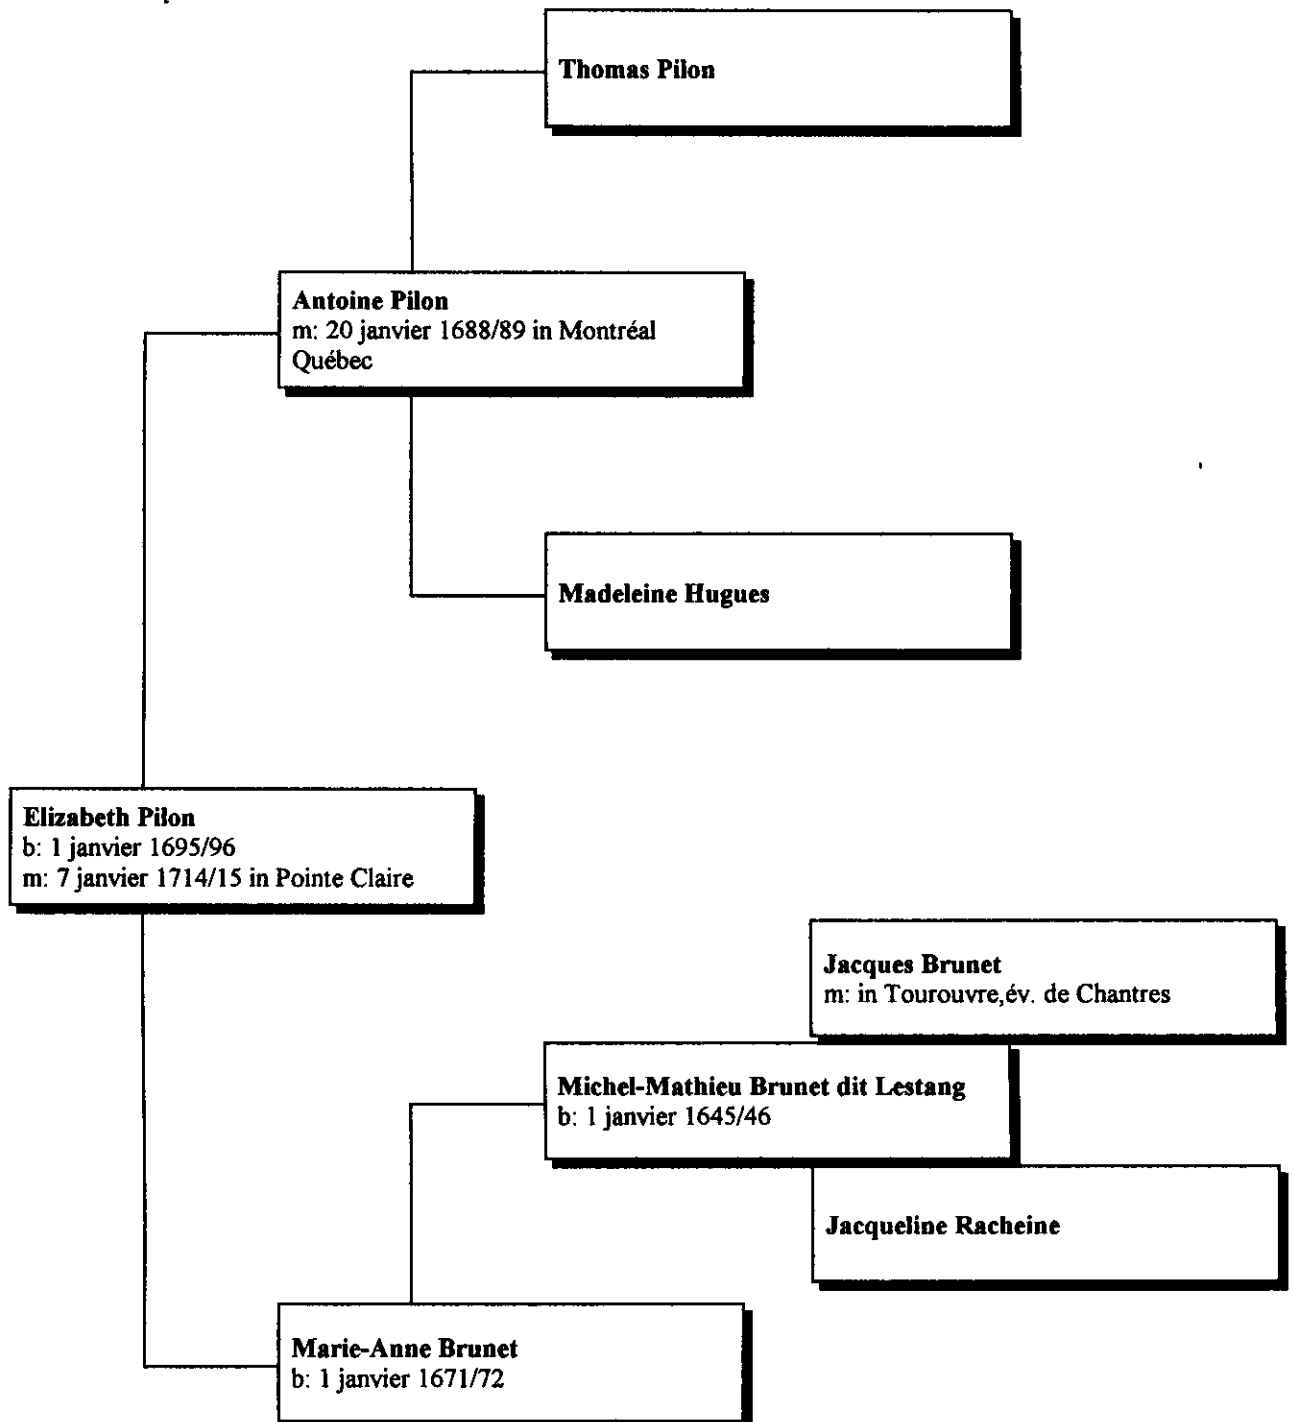 Thomas Pilon
Antoine Pilon
m: 20 janvier 1688/89 in Montréal
Québec
Madeleine Hugues
Elizabeth Pilon
b: 1 janvier 1695/96
m: 7 janvier 1714/15 in Pointe Claire
Jacques Brunet
m: in Tourouvre,év. de Chantres
Michel-Mathieu Brunet dit Lestang
b: 1 janvier 1645/46
Jacqueline Racheine
Marie-Anne Brunet
b: 1 janvier 1671/72